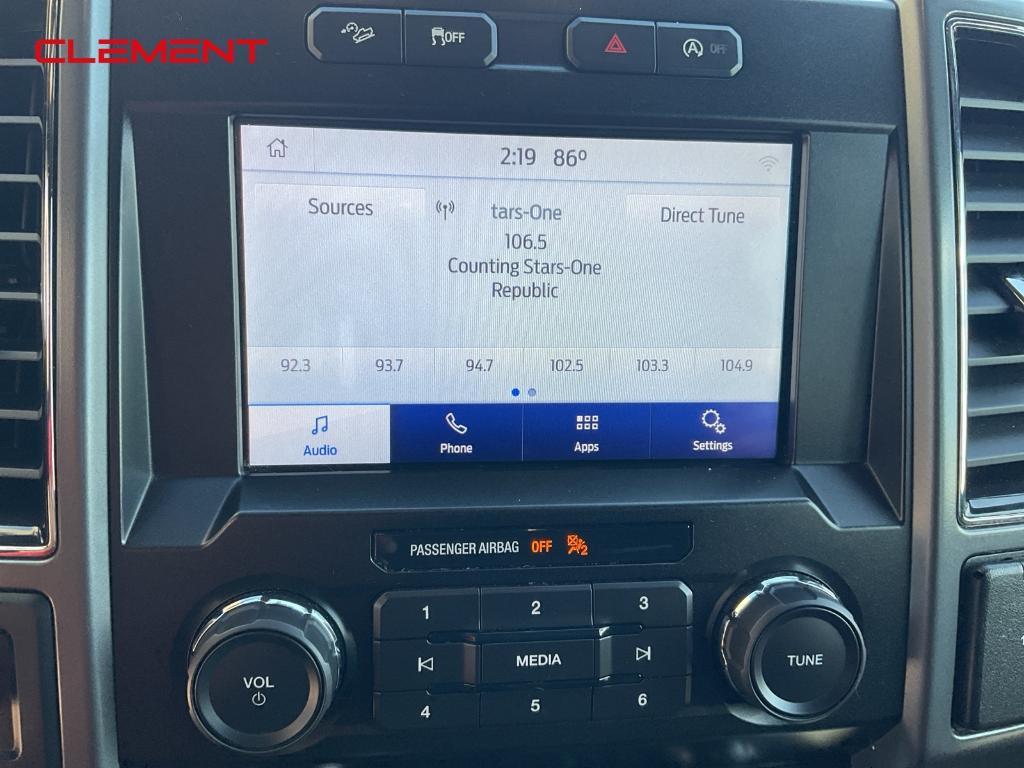 CLEMENT
OFF
A OFF
2:19 86º
Sources
tars-One
Direct Tune
106.5
Counting Stars-One
Republic
92.3 93.7 94.7 102.5 103.3 104.9
Audio Phone Apps Settings
PASSENGER AIRBAG OFF 2
1 2 3
MEDIA
VOL
TUNE
4 5 6